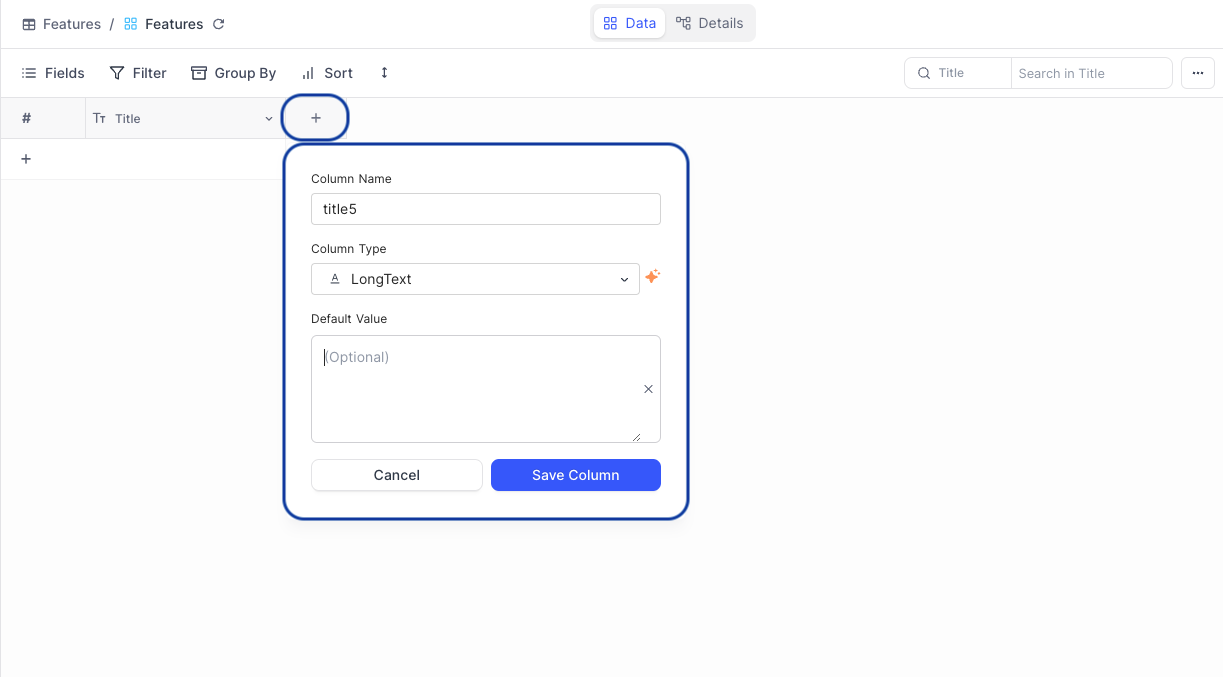 Features / Features
Data Details
Fields Filter Group By Sort
Title Search in Title
# Tт Title
Column Name
title5
Column Type
A LongText
Default Value
(Optional)
Cancel Save Column